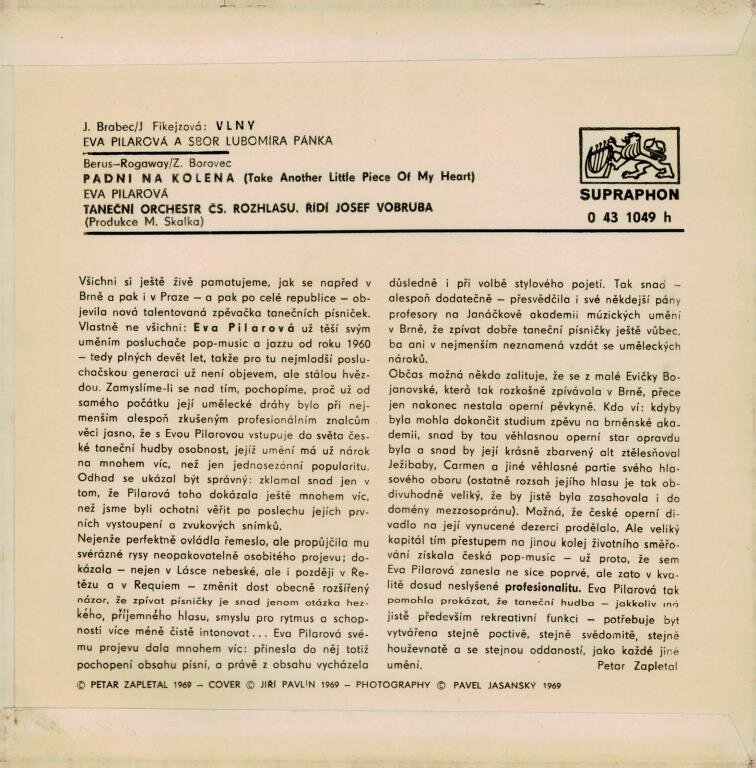 J. Brabec/J Fikejzová: VLNY
EVA PILAROVÁ A SBOR LUBOMÍRA PÁNKA
Berus—Rogaway/Z. Borovec
PADNI NA KOLENA (Take Another Little Piece Of My Heart)
EVA PILAROVÁ
TANEČNÍ ORCHESTR ČS. ROZHLASU. ŘÍDÍ JOSEF VOBRUBA
(Produkce M. Skalka)
SUPRAPHON
0 43 1049 h
Všichni si ještě živě pamatujeme, jak se napřed v
Brně a pak i v Praze — a pak po celé republice — ob-
jevila nová talentovaná zpěvačka tanečních písniček.
Vlastně ne všichni: Eva Pilarová už těší svým
uměním posluchače pop-music a jazzu od roku 1960
— tedy plných devět let, takže pro tu nejmladší poslu-
chačskou generaci už není objevem, ale stálou hvěz-
dou. Zamyslíme-li se nad tím, pochopíme, proč už od
samého počátku její umělecké dráhy bylo při nej-
menším alespoň zkušeným profesionálním znalcům
věci jasno, že s Evou Pilarovou vstupuje do světa čes-
ké taneční hudby osobnost, jejíž umění má už nárok
na mnohem víc, než jen jednosezónní popularitu.
Odhad se ukázal být správný: zklamal snad jen v
tom, že Pilarová toho dokázala ještě mnohem víc,
než jsme byli ochotni věřit po poslechu jejích prv-
ních vystoupení a zvukových snímků.
Nejenže perfektně ovládla řemeslo, ale propůjčila mu
svérázné rysy neopakovatelně osobitého projevu; do-
kázala — nejen v Lásce nebeské, ale i později v Ře-
tězu a v Requiem — změnit dost obecně rozšířený
názor, že zpívat písničky je snad jenom otázka hez-
kého, příjemného hlasu, smyslu pro rytmus a schop-
nosti více méně čistě intonovat... Eva Pilarová své-
mu projevu dala mnohem víc: přinesla do něj totiž
pochopení obsahu písní, a právě z obsahu vycházela
důsledně i při volbě stylového pojetí. Tak snad —
alespoň dodatečně — přesvědčila i své někdejší pány
profesory na Janáčkově akademii múzických umění
v Brně, že zpívat dobře taneční písničky ještě vůbec,
ba ani v nejmenším neznamená vzdát se uměleckých
nároků.
Občas možná někdo zalituje, že se z malé Evičky Bo-
janovské, která tak rozkošně zpívávala v Brně, přece
jen nakonec nestala operní pěvkyně. Kdo ví: kdyby
byla mohla dokončit studium zpěvu na brněnské aka-
demii, snad by tou věhlasnou operní star opravdu
byla a snad by její krásně zbarvený alt ztělesňoval
Ježibaby, Carmen a jiné věhlasné partie svého hla-
sového oboru (ostatně rozsah jejího hlasu je tak ob-
divuhodně veliký, že by jistě byla zasahovala i do
domény mezzosopránu). Možná, že české operní di-
vadlo na její vynucené dezerci prodělalo. Ale veliký
kapitál tím přestupem na jinou kolej životního směřo-
vání získala česká pop-music — už proto, že sem
Eva Pilarová zanesla ne sice poprvé, ale zato v kva-
litě dosud neslyšené profesionalitu. Eva Pilarová tak
pomohla prokázat, že taneční hudba — jakkoliv má
jistě především rekreativní funkci — potřebuje být
vytvářena stejně poctivě, stejně svědomitě, stejně
houževnatě a se stejnou oddaností, jako každé jiné
umění. Petar Zapletal
© PETAR ZAPLETAL 1969 — COVER © JIŘÍ PAVLÍN 1969 — PHOTOGRAPHY © PAVEL JASANSKÝ 1969